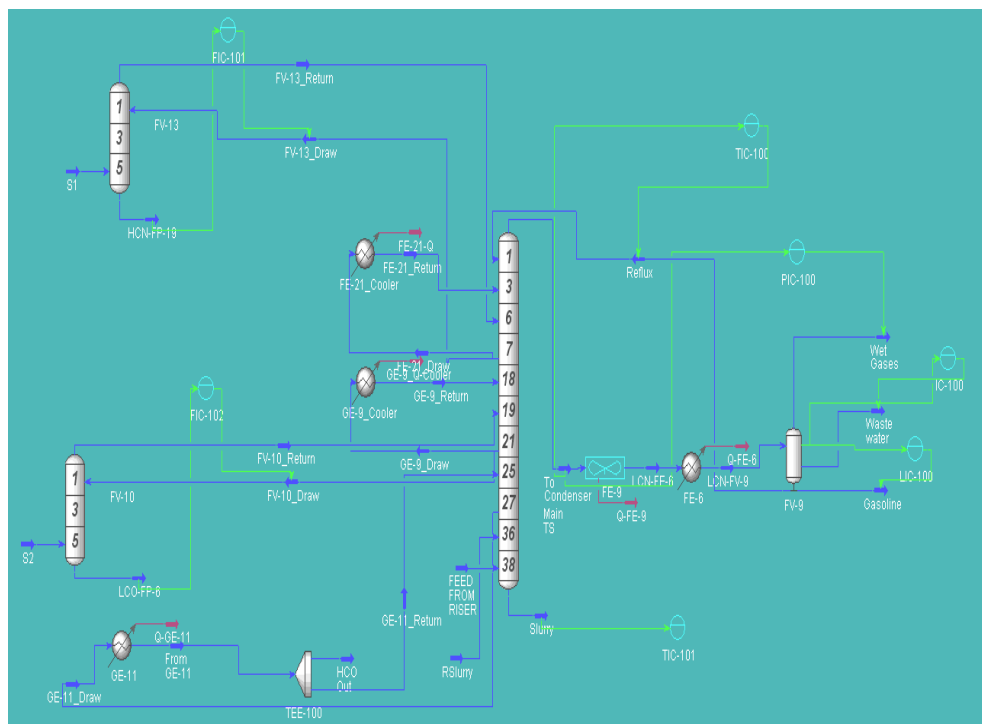 FIC-101
FV-13_Return
1
3
5
FV-13
FV-13_Draw
S1
HCN-FP-19
TIC-100
FE-21-Q
FE-21_Return
FE-21_Cooler
Reflux
PIC-100
1
3
6
7
18
19
21
25
27
36
38
FE-21_Draw
GE-9_Q-Cooler
GE-9_Return
GE-9_Cooler
Wet
Gases
IC-100
FIC-102
Waste
water
FV-10_Return
GE-9_Draw
1
3
5
FV-10
FV-10_Draw
To
Condenser
Main
TS
FE-9
Q-FE-9
LCN-FE-6
FE-6
Q-FE-6
LCN-FV-9
FV-9
LIC-100
Gasoline
S2
LCO-FP-6
FEED
FROM
RISER
GE-11_Return
Slurry
TIC-101
Q-GE-11
From
GE-11
GE-11
HCO
Out
RSlurry
GE-11_Draw
TEE-100